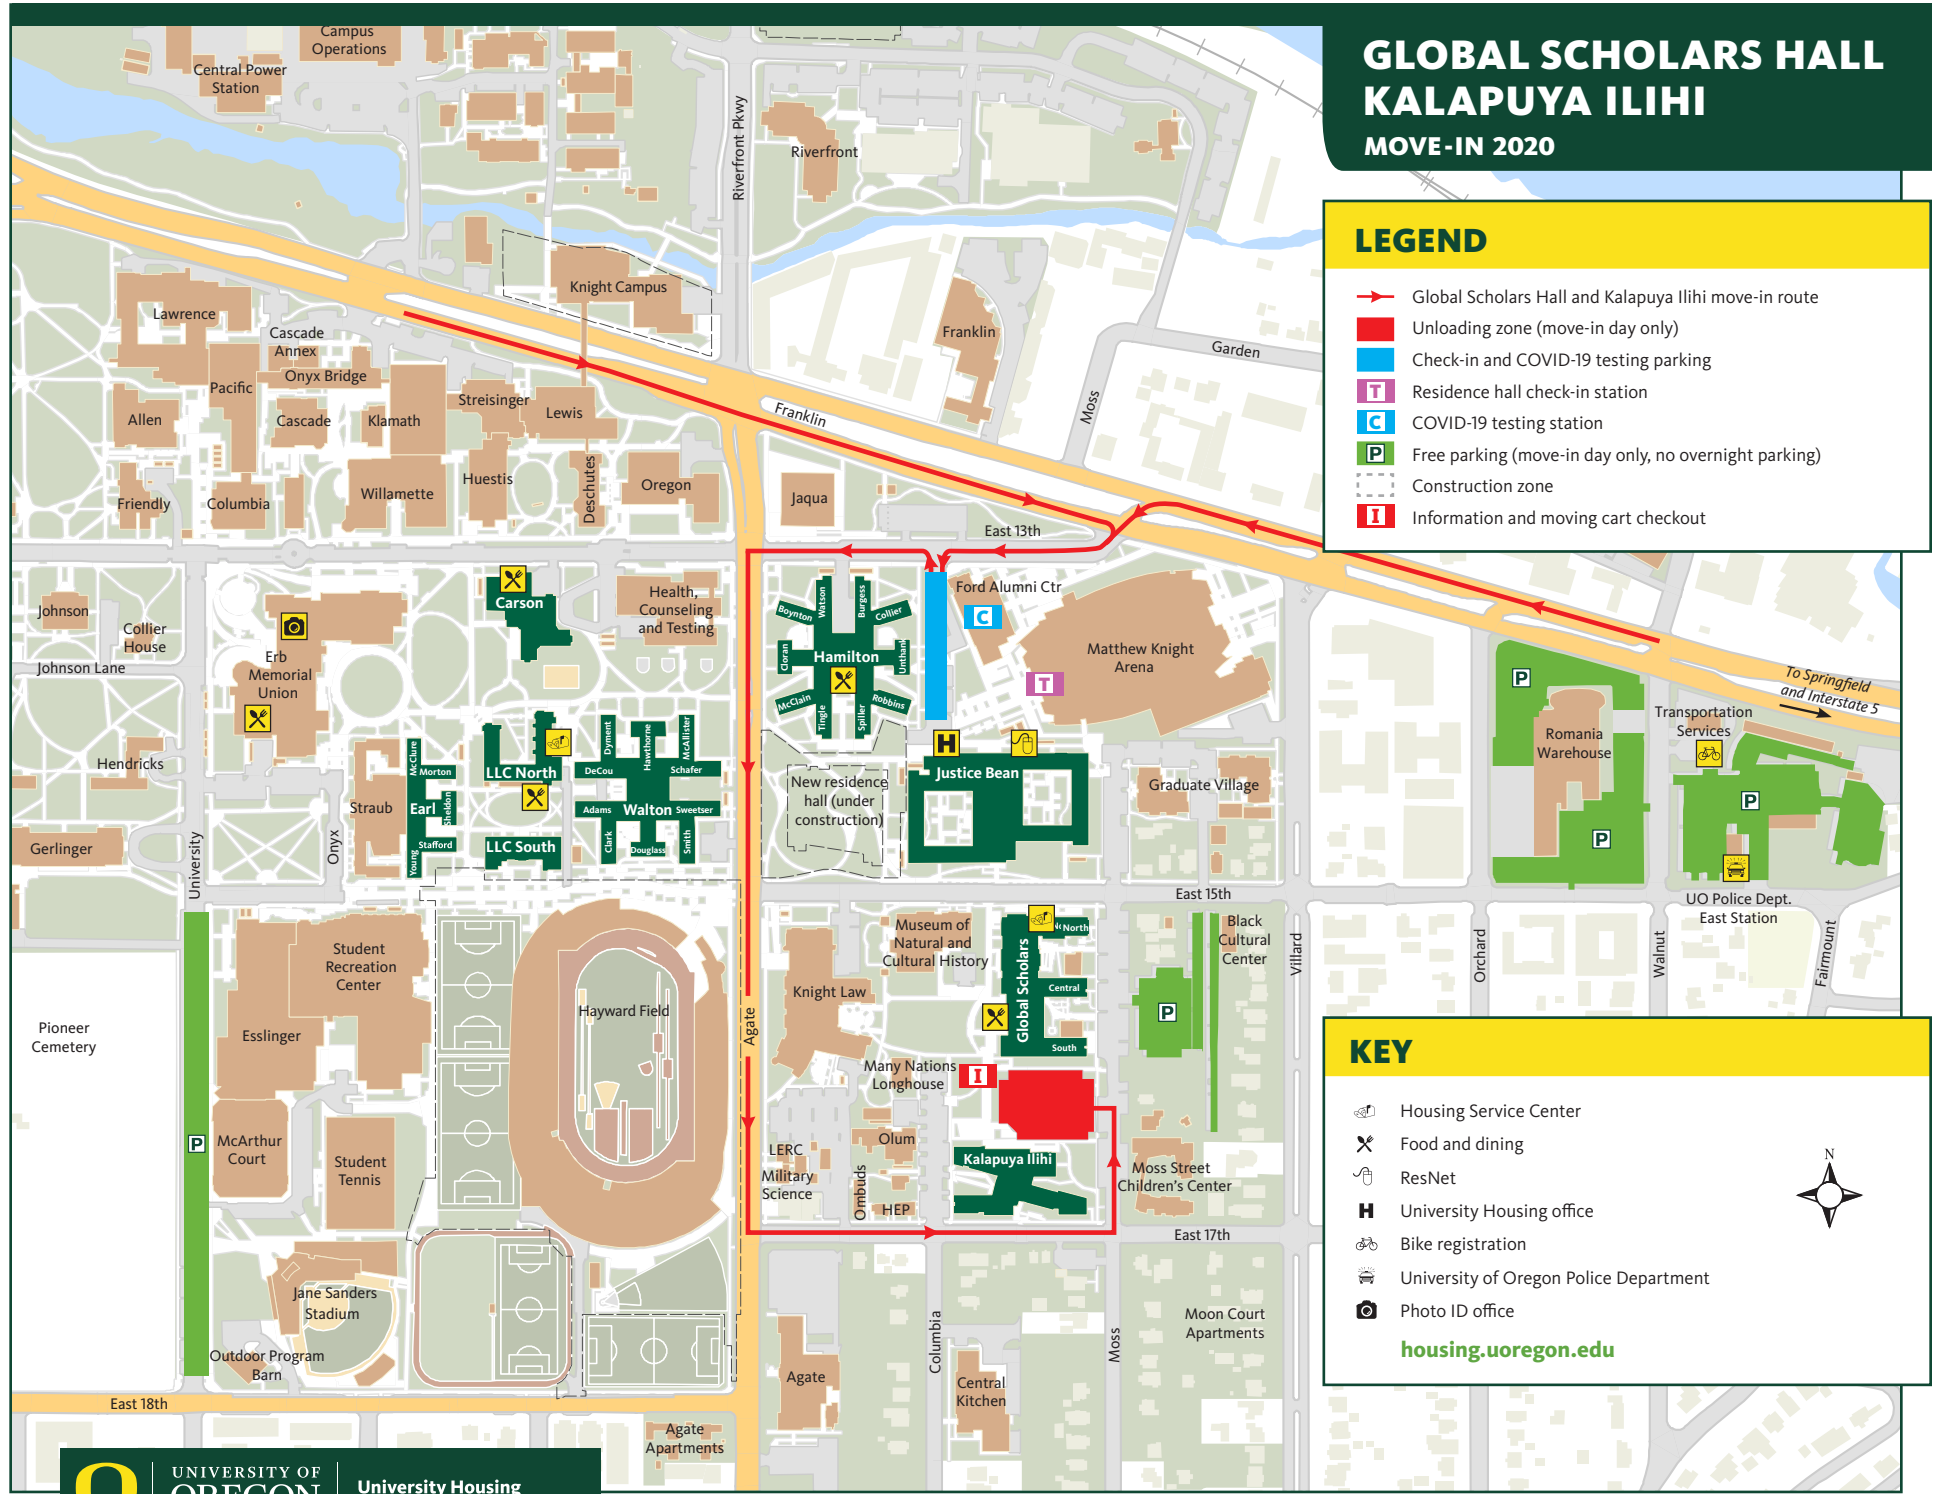 GLOBAL SCHOLARS HALL
KALAPUYA ILIHI
MOVE-IN 2020
LEGEND
Global Scholars Hall and Kalapuya Ilihi move-in route
Unloading zone (move-in day only)
Check-in and COVID-19 testing parking
T
Residence hall check-in station
C
COVID-19 testing station
P
Free parking (move-in day only, no overnight parking)
Construction zone
I
Information and moving cart checkout
Campus
Operations
Central Power
Station
Riverfront Pkwy
Riverfront
Knight Campus
Lawrence
Cascade
Annex
Onyx Bridge
Pacific
Allen
Cascade
Klamath
Streisinger
Lewis
Franklin
Franklin
Garden
Moss
Friendly
Columbia
Willamette
Huestis
Deschutes
Oregon
Jaqua
East 13th
Johnson
Collier
House
Johnson Lane
Erb
Memorial
Union
Carson
Health,
Counseling
and Testing
Boynton
Watson
Burgess
Collier
Cloran
Hamilton
Unthank
McClain
Tingle
Spiller
Robbins
Ford Alumni Ctr
C
T
Matthew Knight
Arena
P
Romania
Warehouse
P
Transportation
Services
P
To Springfield
and Interstate 5
UO Police Dept.
East Station
Hendricks
Gerlinger
University
Onyx
Straub
McClure
Morton
Earl
Sheldon
Stafford
Young
LLC North
LLC South
Dyment
Hawthorne
McAllister
DeCou
Schafer
Adams
Walton
Sweetser
Clark
Douglass
Smith
New residence
hall (under
construction)
H
Justice Bean
Graduate Village
East 15th
Villard
Orchard
Walnut
Fairmount
Pioneer
Cemetery
P
Student
Recreation
Center
Esslinger
McArthur
Court
Student
Tennis
Hayward Field
Agate
Museum of
Natural and
Cultural History
Knight Law
Global Scholars
North
Central
South
Black
Cultural
Center
P
Many Nations
Longhouse
I
LERC
Military
Science
Ombuds
Olum
HEP
Kalapuya Ilihi
Moss Street
Children's Center
East 17th
Jane Sanders
Stadium
Outdoor Program
Barn
East 18th
Agate
Apartments
Agate
Columbia
Central
Kitchen
Moss
Moon Court
Apartments
KEY
Housing Service Center
Food and dining
ResNet
H
University Housing office
Bike registration
University of Oregon Police Department
Photo ID office
housing.uoregon.edu
N
UNIVERSITY OF
OREGON
University Housing